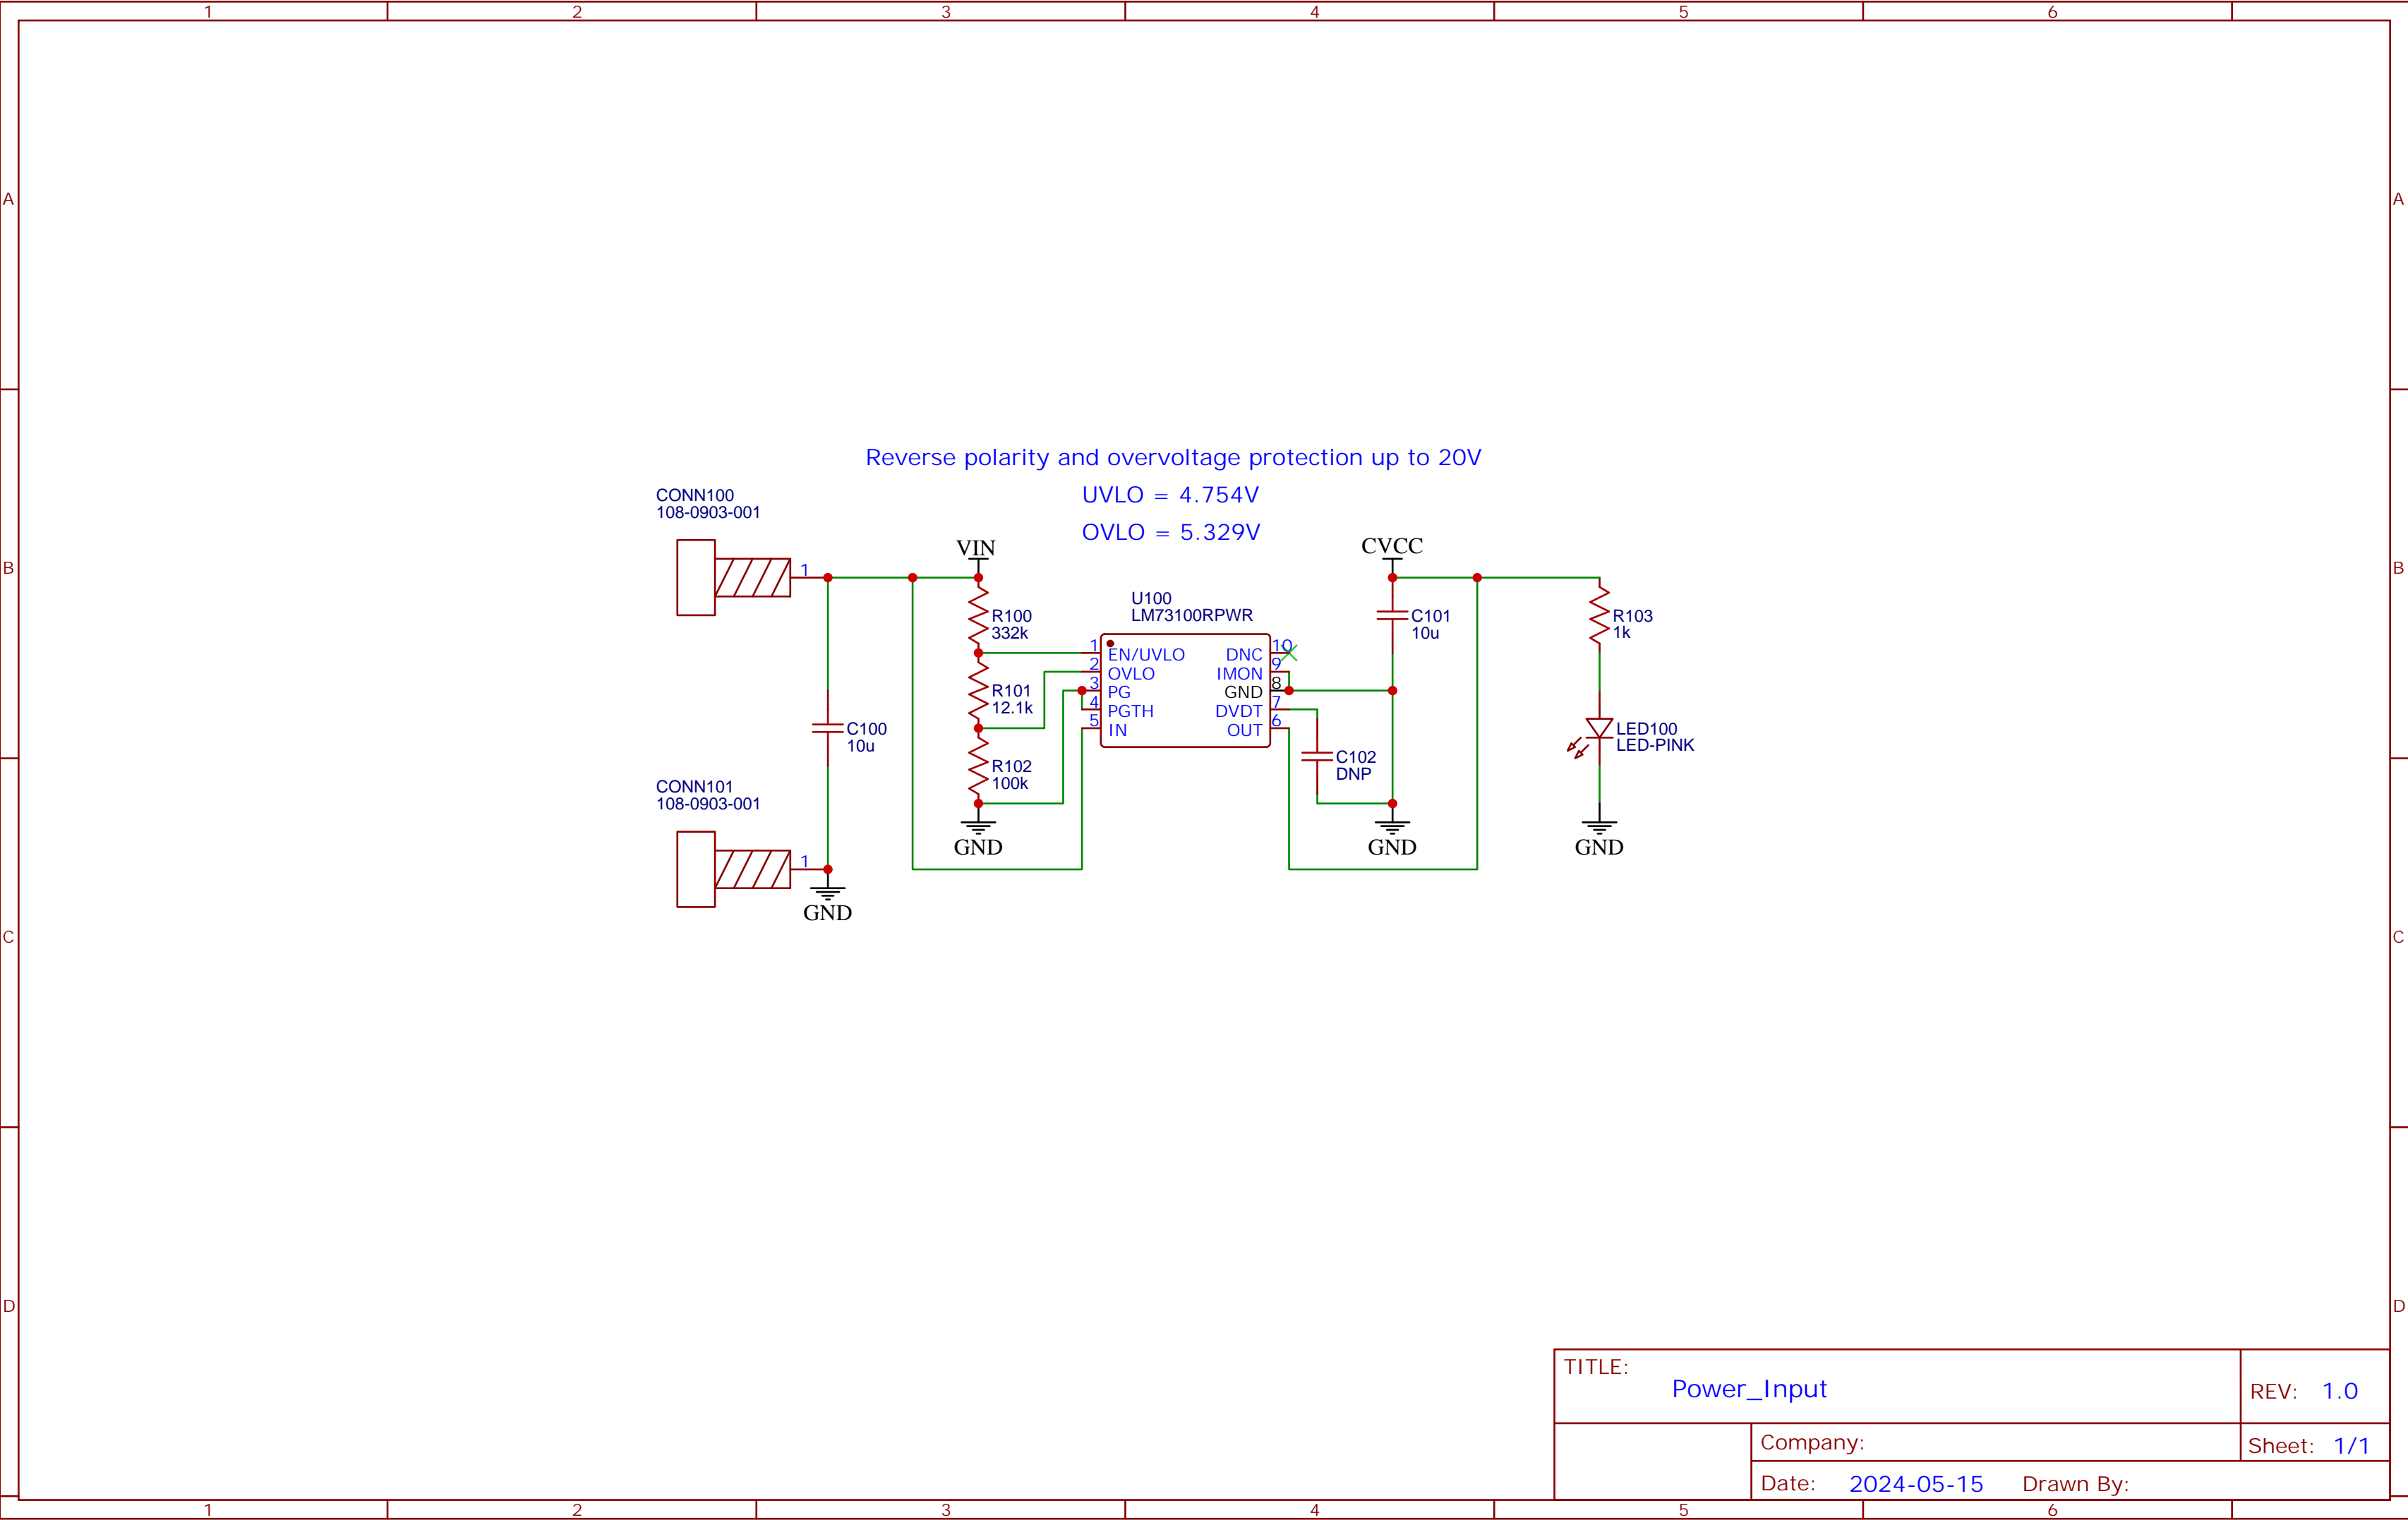 1 2 3 4 5 6
A A
Reverse polarity and overvoltage protection up to 20V
UVLO = 4.754V
OVLO = 5.329V
CONN100
108-0903-001
1
VIN
CVCC
B B
R100
332k
R101
12.1k
R102
100k
GND
U100
LM73100RPWR
1 EN/UVLO DNC 10
2 OVLO IMON 9
3 PG GND 8
4 PGTH DVDT 7
5 IN OUT 6
C101
10u
R103
1k
C100
10u
C102
DNP
LED100
LED-PINK
GND
GND
CONN101
108-0903-001
1
GND
C C
D D
TITLE:
Power_Input
REV: 1.0
Company:
Sheet: 1/1
Date: 2024-05-15 Drawn By:
1 2 3 4 5 6